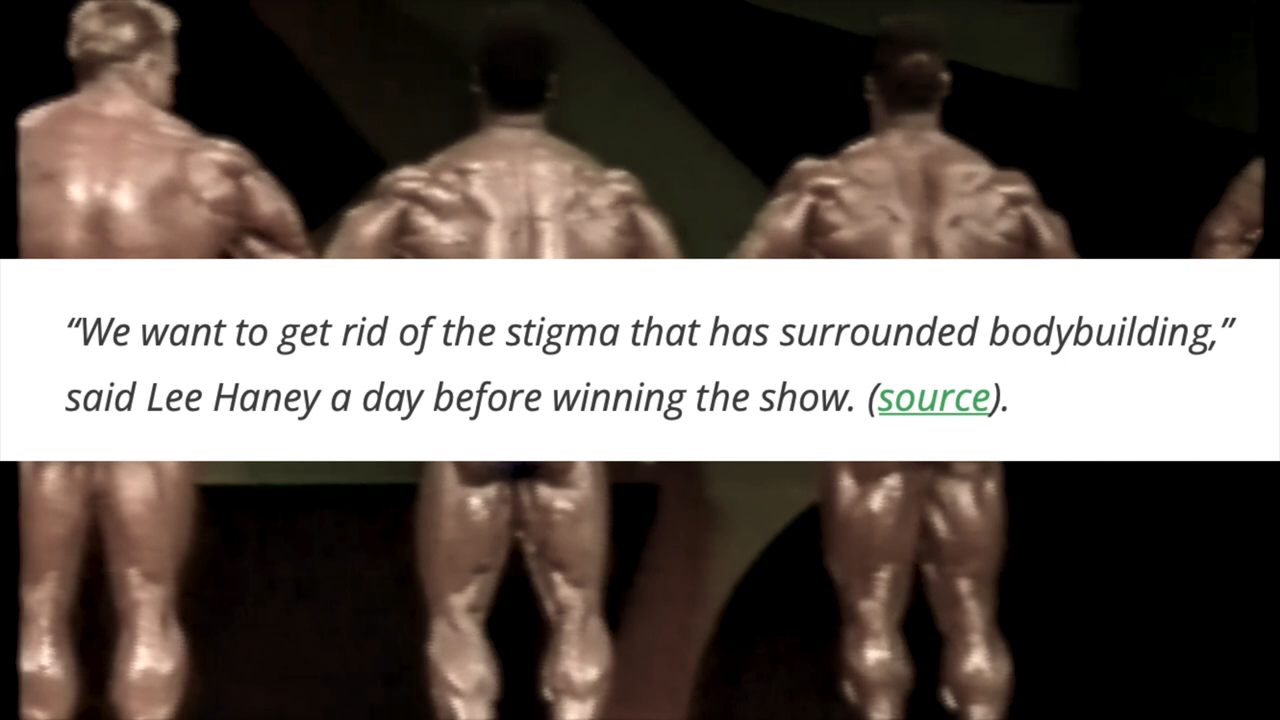 “We want to get rid of the stigma that has surrounded bodybuilding,”
said Lee Haney a day before winning the show. (source).